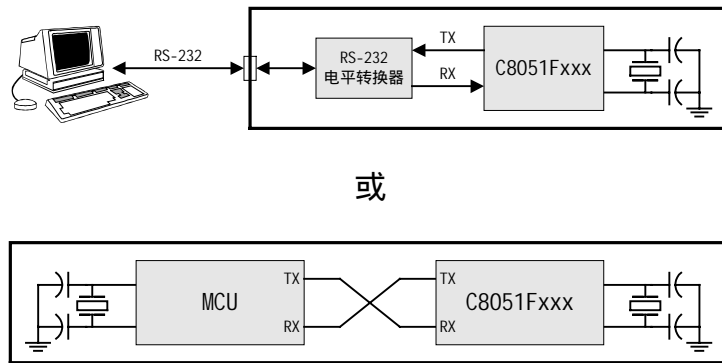 RS-232
RS-232
电平转换器
TX
RX
C8051Fxxx
或
MCU
TX
RX
TX
RX
C8051Fxxx